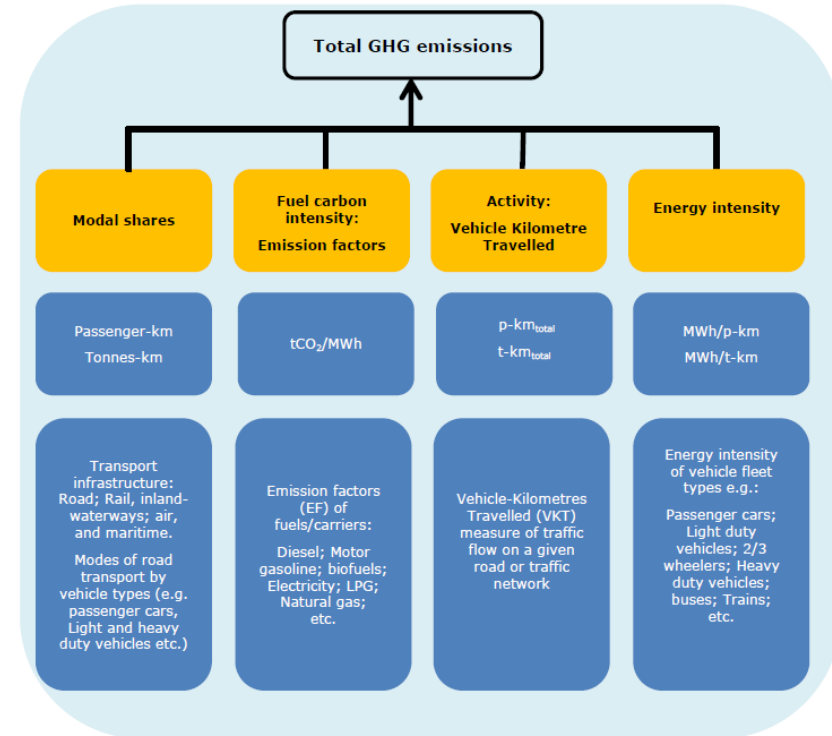 Total GHG emissions
Modal shares
Fuel carbon
intensity:
Emission factors
Activity:
Vehicle Kilometre
Travelled
Energy intensity
Passenger-km
Tonnes-km
tCO₂/MWh
p-kmtotal
t-kmtotal
MWh/p-km
MWh/t-km
Transport
infrastructure:
Road; Rail, inland-
waterways; air,
and maritime.
Modes of road
transport by
vehicle types (e.g.
passenger cars,
Light and heavy
duty vehicles etc.)
Emission factors
(EF) of
fuels/carriers:
Diesel; Motor
gasoline; biofuels;
Electricity; LPG;
Natural gas;
etc.
Vehicle-Kilometres
Travelled (VKT)
measure of traffic
flow on a given
road or traffic
network
Energy intensity
of vehicle fleet
types e.g.:
Passenger cars;
Light duty
vehicles; 2/3
wheelers; Heavy
duty vehicles;
buses; Trains;
etc.